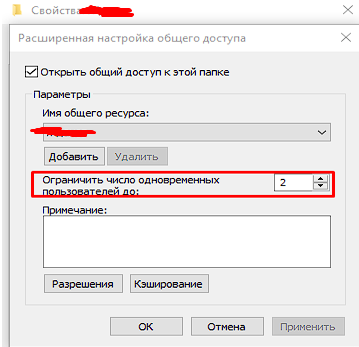 Свойства
Расширенная настройка общего доступа
Открыть общий доступ к этой папке
Параметры
Имя общего ресурса:
Добавить Удалить
Ограничить число одновременных 2
пользователей до:
Примечание:
Разрешения Кэширование
ОК Отмена Применить